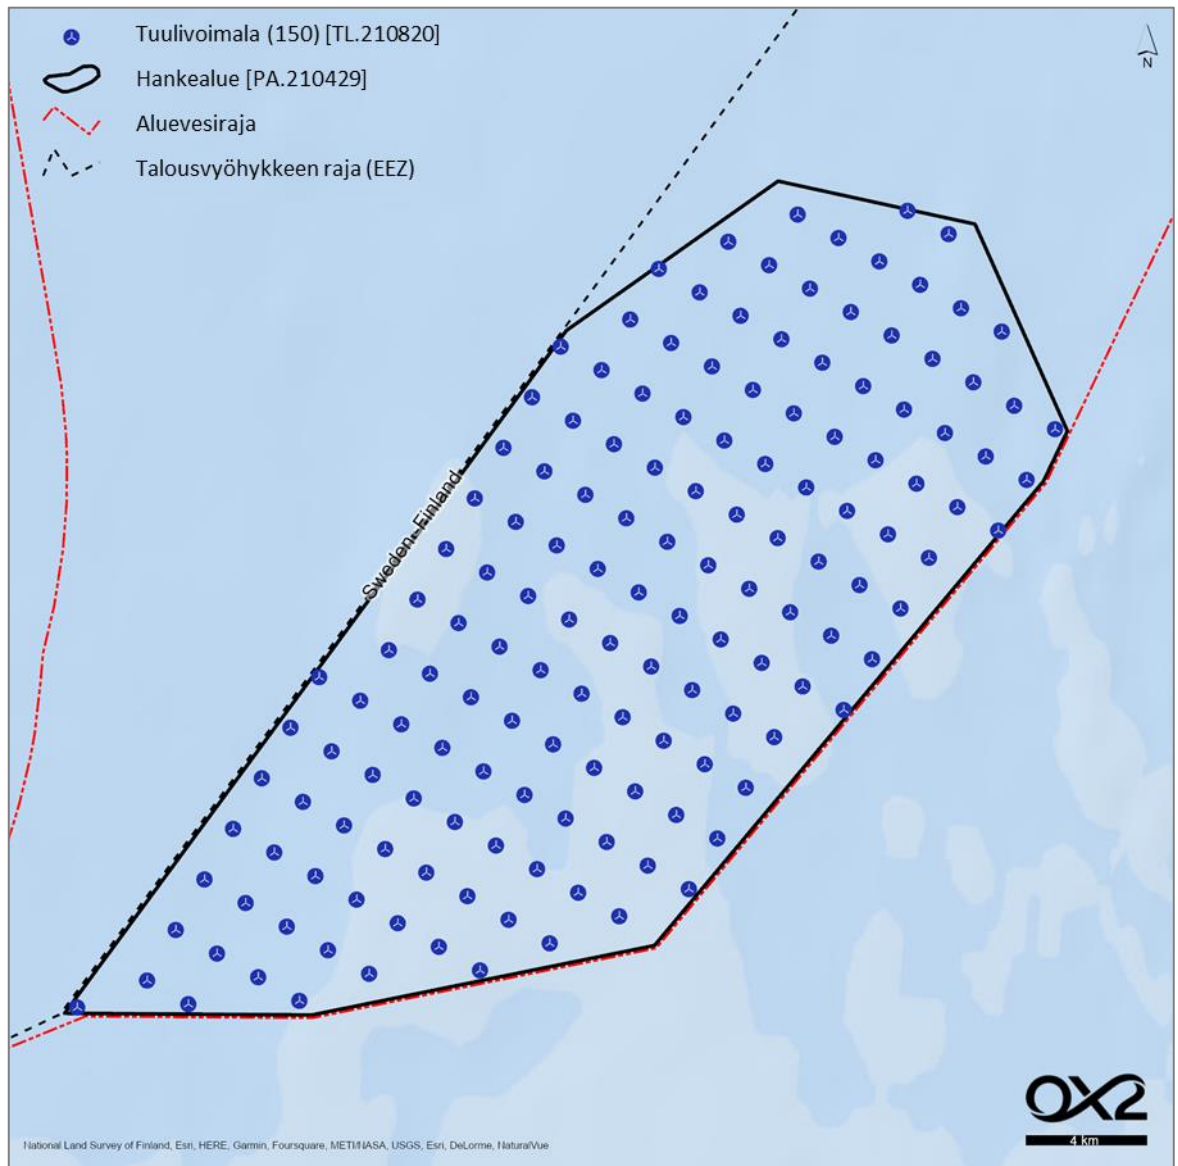 Tuulivoimala (150) [TL.210820]
Hankealue [PA.210429]
Aluevesiraja
Talousvyöhykkeen raja (EEZ)
N
Sweden
Finland
OX2
4 km
National Land Survey of Finland, Esri, HERE, Garmin, Foursquare, METI/NASA, USGS, Esri, DeLorme, NaturalVue